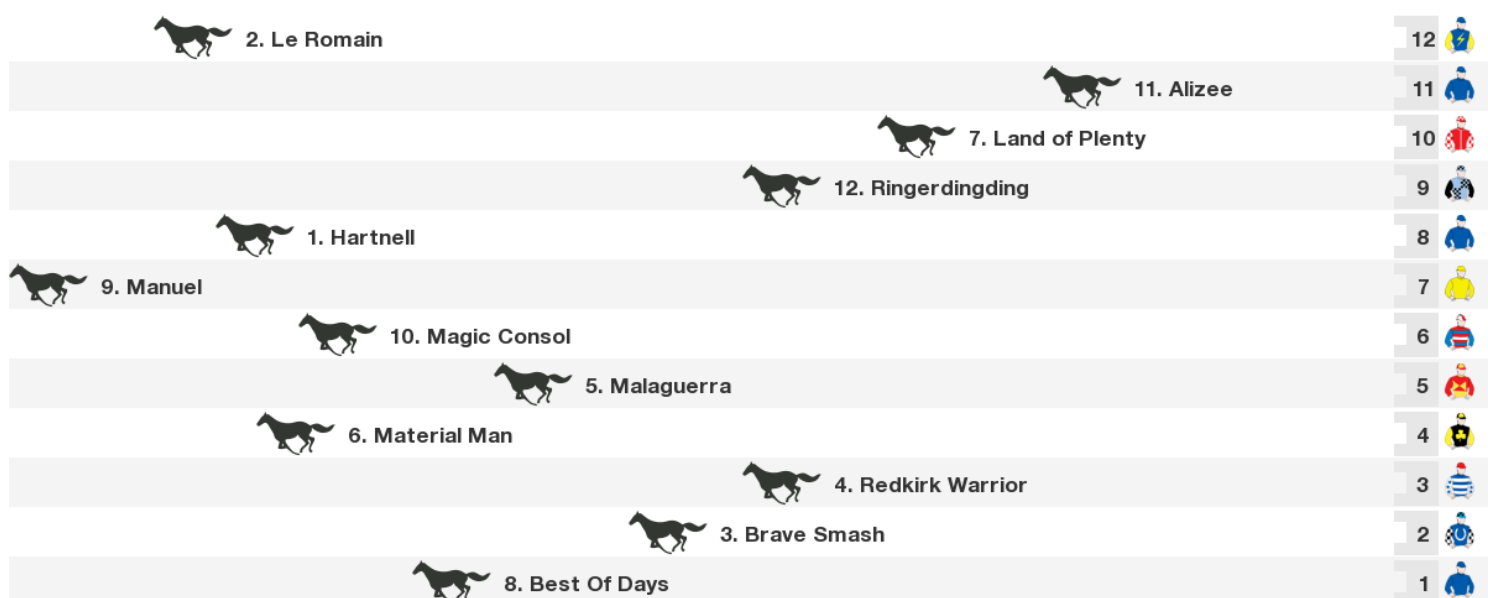 2. Le Romain 12
11. Alizee 11
7. Land of Plenty 10
12. Ringerdingding 9
1. Hartnell 8
9. Manuel 7
10. Magic Consol 6
5. Malaguerra 5
6. Material Man 4
4. Redkirk Warrior 3
3. Brave Smash 2
8. Best Of Days 1